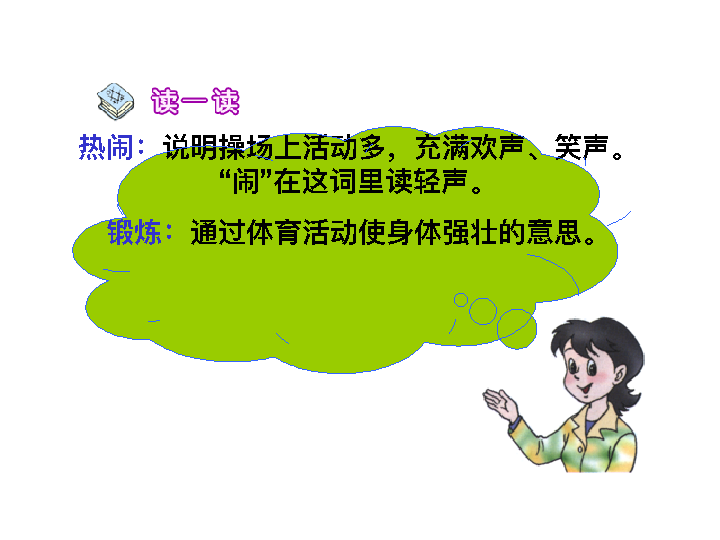 读一读
热闹：说明操场上活动多，充满欢声、笑声。
“闹”在这词里读轻声。
锻炼：通过体育活动使身体强壮的意思。